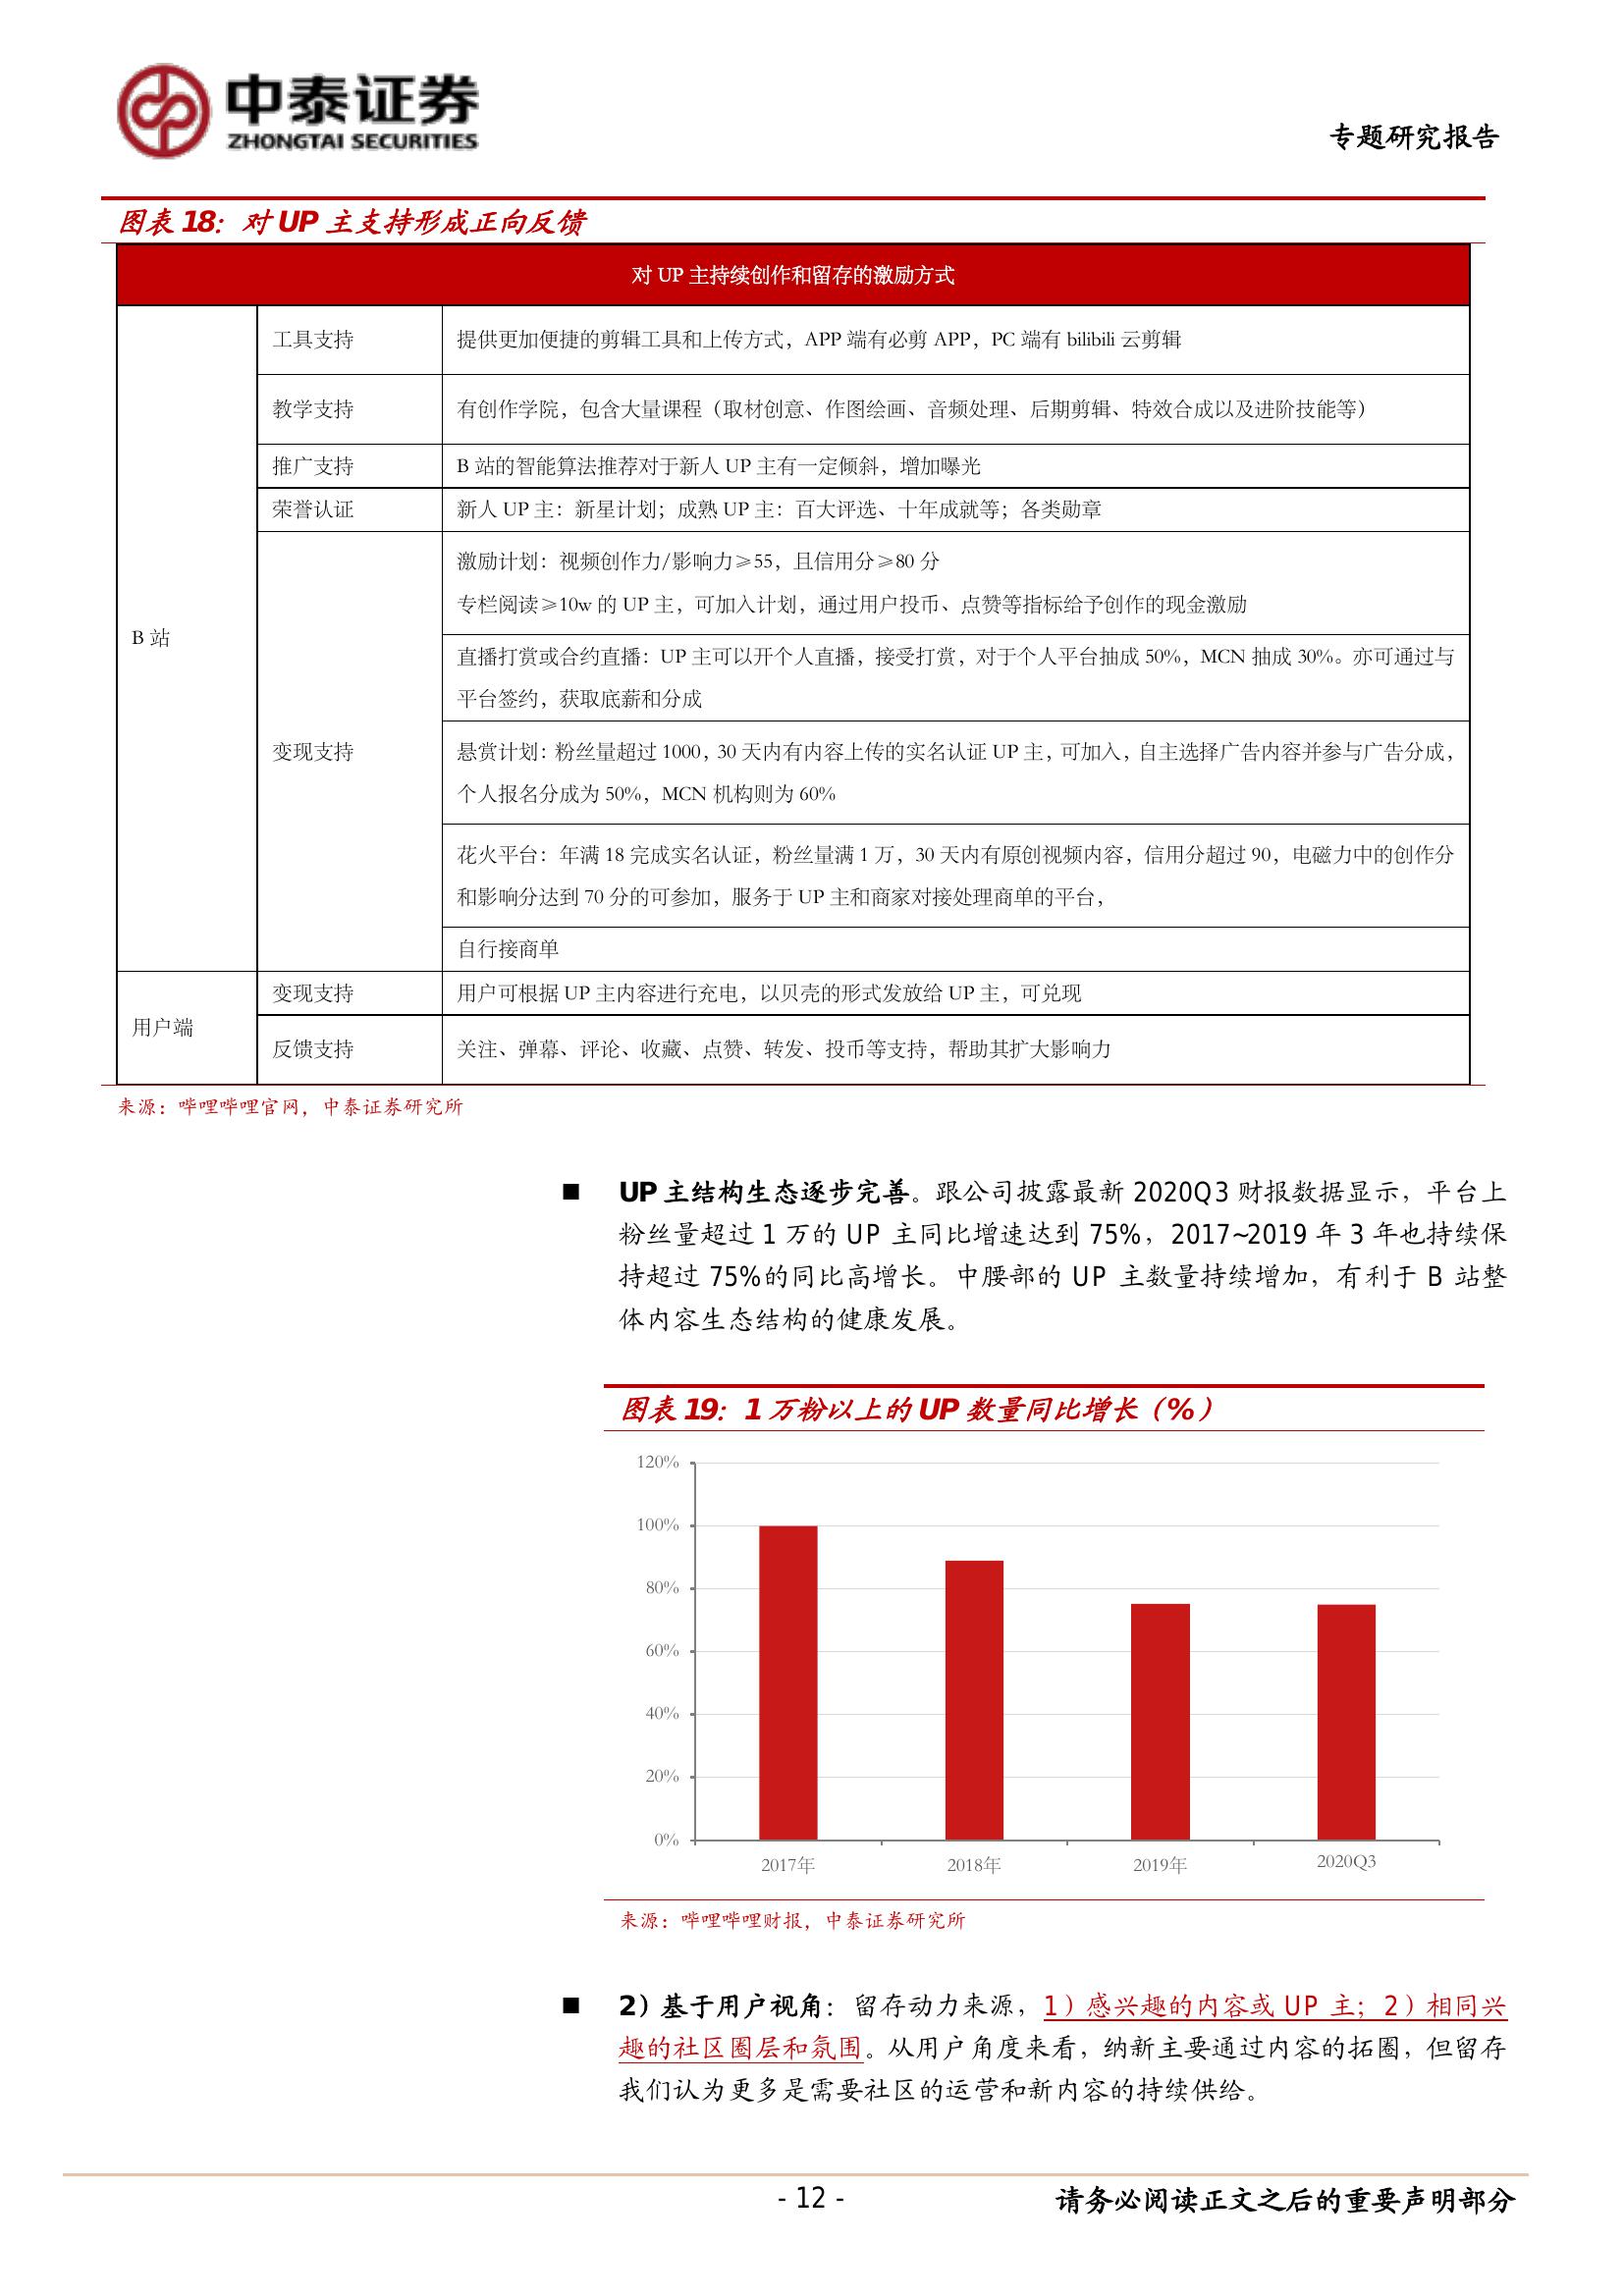 中泰证券
ZHONGTAI SECURITIES
专题研究报告
图表 18：对 UP 主支持形成正向反馈
对 UP 主持续创作和留存的激励方式
B 站
工具支持
提供更加便捷的剪辑工具和上传方式，APP 端有必剪 APP，PC 端有 bilibili 云剪辑
教学支持
有创作学院，包含大量课程（取材创意、作图绘画、音频处理、后期剪辑、特效合成以及进阶技能等）
推广支持
B 站的智能算法推荐对于新人 UP 主有一定倾斜，增加曝光
荣誉认证
新人 UP 主：新星计划；成熟 UP 主：百大评选、十年成就等；各类勋章
变现支持
激励计划：视频创作力/影响力≥55，且信用分≥80 分
专栏阅读≥10w 的 UP 主，可加入计划，通过用户投币、点赞等指标给予创作的现金激励
直播打赏或合约直播：UP 主可以开个人直播，接受打赏，对于个人平台抽成 50%，MCN 抽成 30%。亦可通过与
平台签约，获取底薪和分成
悬赏计划：粉丝量超过 1000，30 天内有内容上传的实名认证 UP 主，可加入，自主选择广告内容并参与广告分成，
个人报名分成为 50%，MCN 机构则为 60%
花火平台：年满 18 完成实名认证，粉丝量满 1 万，30 天内有原创视频内容，信用分超过 90，电磁力中的创作分
和影响分达到 70 分的可参加，服务于 UP 主和商家对接处理商单的平台，
自行接商单
用户端
变现支持
用户可根据 UP 主内容进行充电，以贝壳的形式发放给 UP 主，可兑现
反馈支持
关注、弹幕、评论、收藏、点赞、转发、投币等支持，帮助其扩大影响力
来源：哔哩哔哩官网，中泰证券研究所
■ UP 主结构生态逐步完善。跟公司披露最新 2020Q3 财报数据显示，平台上
粉丝量超过 1 万的 UP 主同比增速达到 75%，2017~2019 年 3 年也持续保
持超过 75%的同比高增长。中腰部的 UP 主数量持续增加，有利于 B 站整
体内容生态结构的健康发展。
图表 19：1 万粉以上的 UP 数量同比增长（%）
120%
100%
80%
60%
40%
20%
0%
2017年 2018年 2019年 2020Q3
来源：哔哩哔哩财报，中泰证券研究所
■ 2）基于用户视角：留存动力来源，1）感兴趣的内容或 UP 主；2）相同兴
趣的社区圈层和氛围。从用户角度来看，纳新主要通过内容的拓圈，但留存
我们认为更多是需要社区的运营和新内容的持续供给。
- 12 -
请务必阅读正文之后的重要声明部分